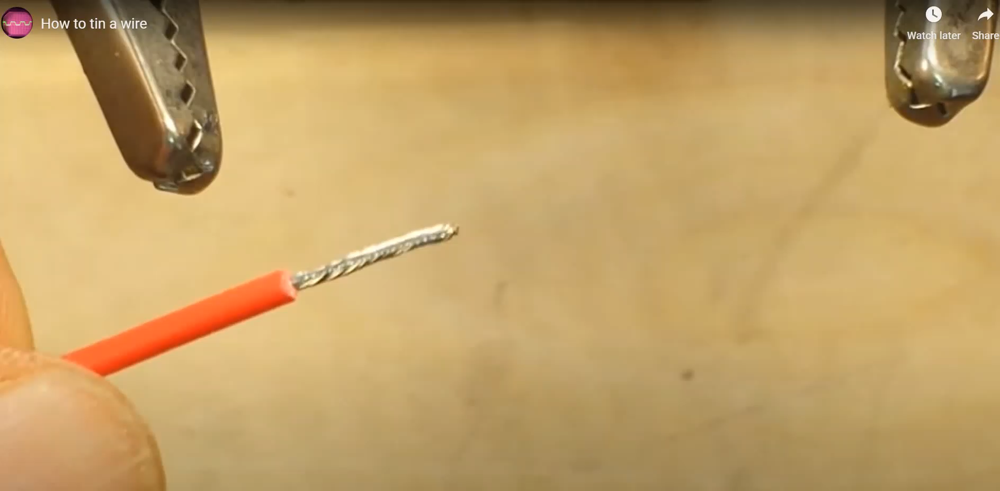 How to tin a wire
Watch later
Share